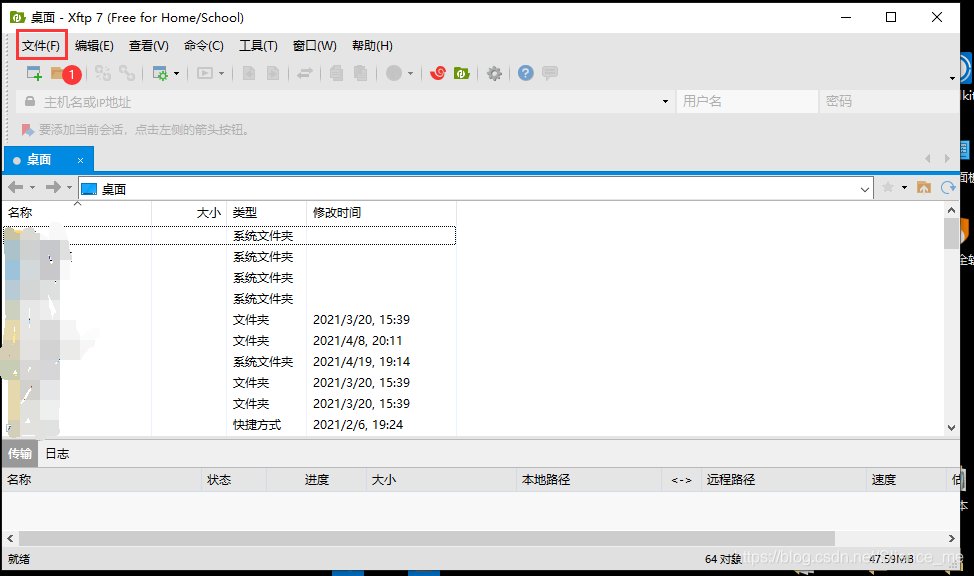 桌面 - Xftp 7 (Free for Home/School)
文件(F) 编辑(E) 查看(V) 命令(C) 工具(T) 窗口(W) 帮助(H)
1
主机名或IP地址 用户名 密码
要添加当前会话，点击左侧的箭头按钮。
桌面 ×
桌面
名称 大小 类型 修改时间
系统文件夹
系统文件夹
系统文件夹
系统文件夹
文件夹 2021/3/20, 15:39
文件夹 2021/4/8, 20:11
系统文件夹 2021/4/19, 19:14
文件夹 2021/3/20, 15:39
文件夹 2021/3/20, 15:39
快捷方式 2021/2/6, 19:24
传输 日志
名称 状态 进度 大小 本地路径 <-> 远程路径 速度 估
就绪 64 对象 47.59MB